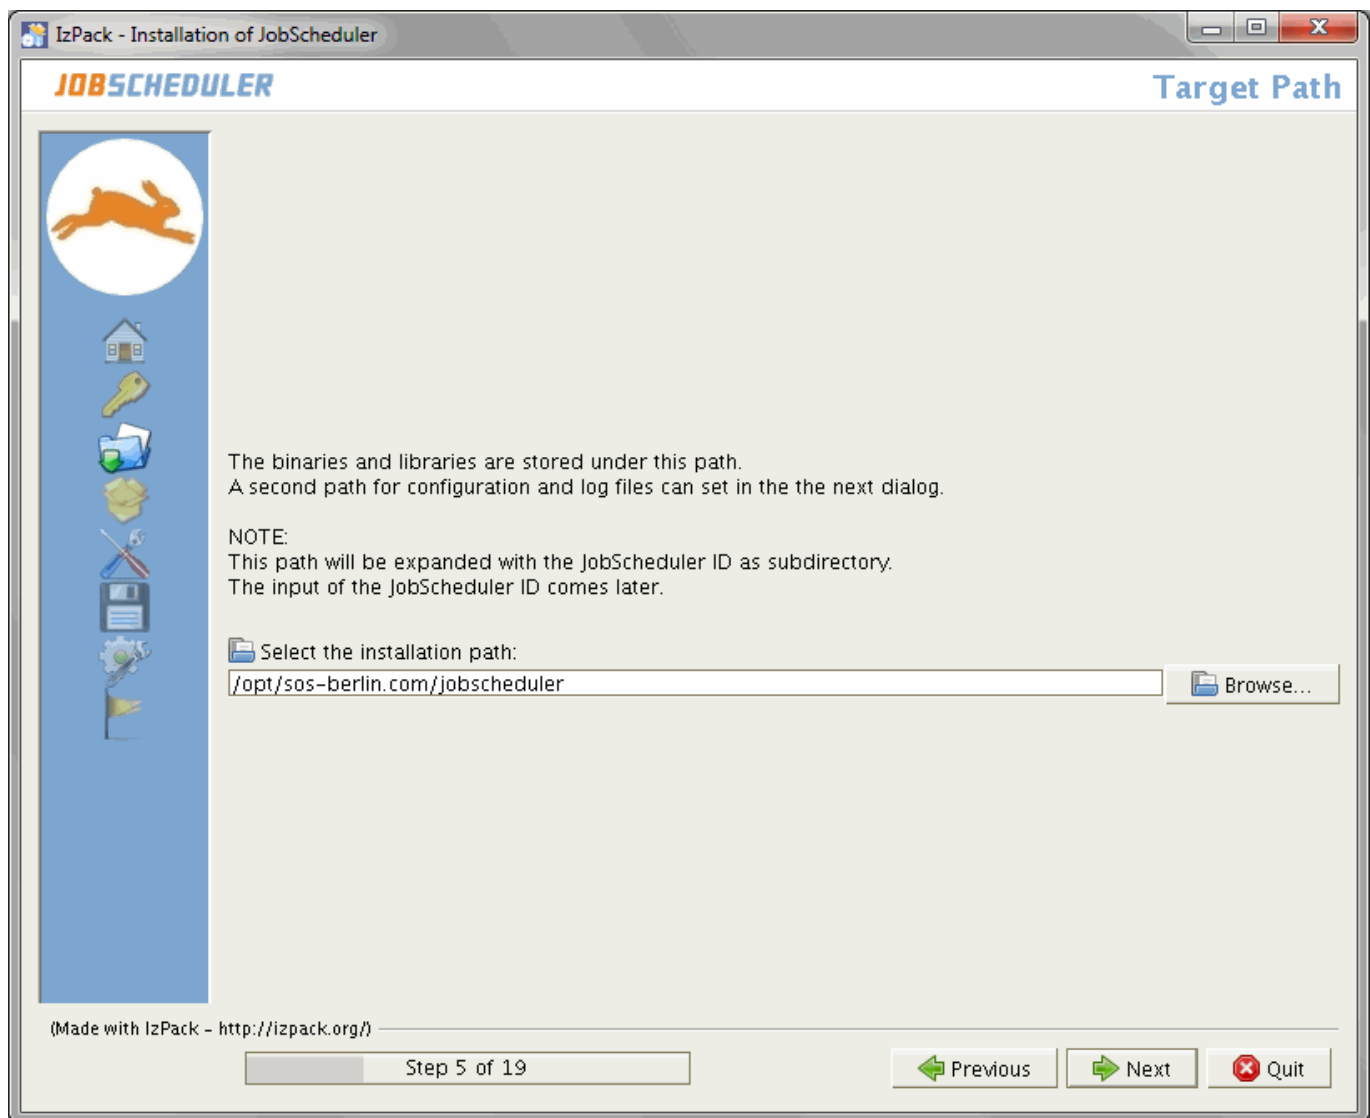 IzPack - Installation of JobScheduler
JOBSCHEDULER
Target Path
The binaries and libraries are stored under this path.
A second path for configuration and log files can set in the the next dialog.
NOTE:
This path will be expanded with the JobScheduler ID as subdirectory.
The input of the JobScheduler ID comes later.
Select the installation path:
/opt/sos-berlin.com/jobscheduler
Browse...
(Made with IzPack - http://izpack.org/)
Step 5 of 19
Previous
Next
Quit